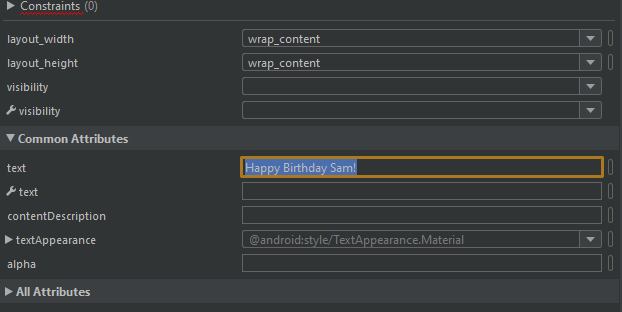 Constraints (0)
layout_width wrap_content
layout_height wrap_content
visibility
visibility
Common Attributes
text Happy Birthday Sam!
text
contentDescription
textAppearance @android:style/TextAppearance.Material
alpha
All Attributes